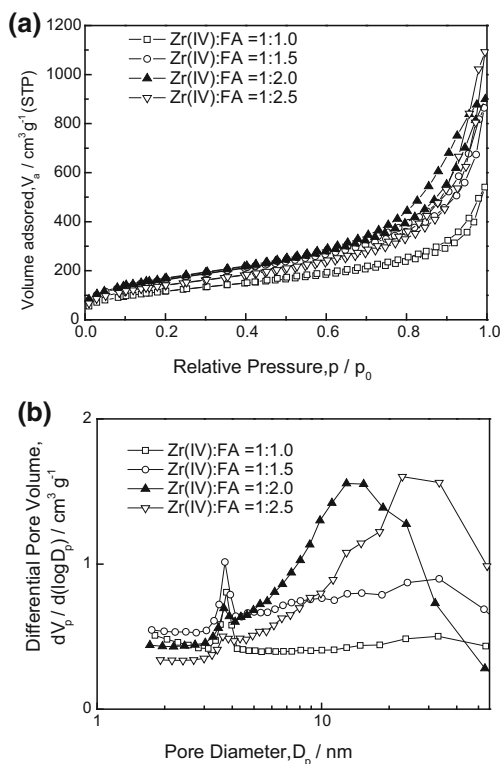 (a)
Zr(IV):FA =1:1.0
Zr(IV):FA =1:1.5
Zr(IV):FA =1:2.0
Zr(IV):FA =1:2.5
1200
1000
800
600
400
200
0
Volume adsored,Va / cm3g-1(STP)
0.0 0.2 0.4 0.6 0.8 1.0
Relative Pressure,p / p0
(b)
Zr(IV):FA =1:1.0
Zr(IV):FA =1:1.5
Zr(IV):FA =1:2.0
Zr(IV):FA =1:2.5
2
1
0
Differential Pore Volume,
dVp / d(logDp) / cm3 g-1
1 10
Pore Diameter,Dp / nm